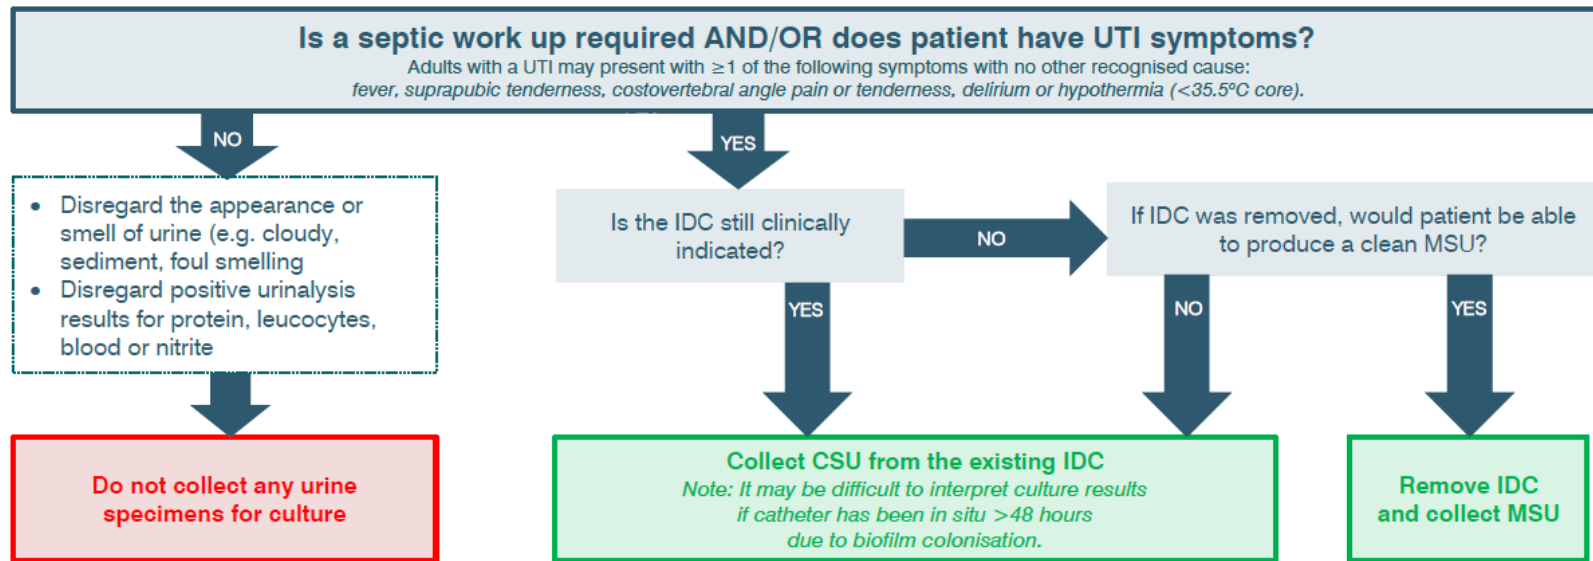 Is a septic work up required AND/OR does patient have UTI symptoms?
Adults with a UTI may present with ≥1 of the following symptoms with no other recognised cause:
fever, suprapubic tenderness, costovertebral angle pain or tenderness, delirium or hypothermia (<35.5ºC core).
NO
YES
• Disregard the appearance or
smell of urine (e.g. cloudy,
sediment, foul smelling
• Disregard positive urinalysis
results for protein, leucocytes,
blood or nitrite
Is the IDC still clinically
indicated?
NO
If IDC was removed, would patient be able
to produce a clean MSU?
YES
NO
YES
Do not collect any urine
specimens for culture
Collect CSU from the existing IDC
Note: It may be difficult to interpret culture results
if catheter has been in situ >48 hours
due to biofilm colonisation.
Remove IDC
and collect MSU